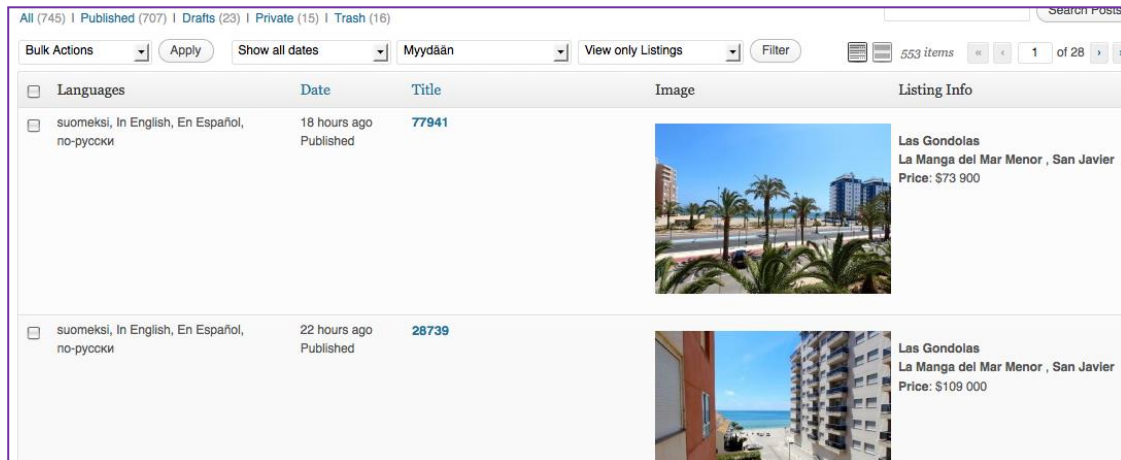 All (745) | Published (707) | Drafts (23) | Private (15) | Trash (16)
Search Posts
Bulk Actions Apply Show all dates Myydään View only Listings Filter 553 items « ‹ 1 of 28 ›
Languages Date Title Image Listing Info
suomeksi, In English, En Español, 18 hours ago 77941
по-русски Published
Las Gondolas
La Manga del Mar Menor , San Javier
Price: $73 900
suomeksi, In English, En Español, 22 hours ago 28739
по-русски Published
Las Gondolas
La Manga del Mar Menor , San Javier
Price: $109 000